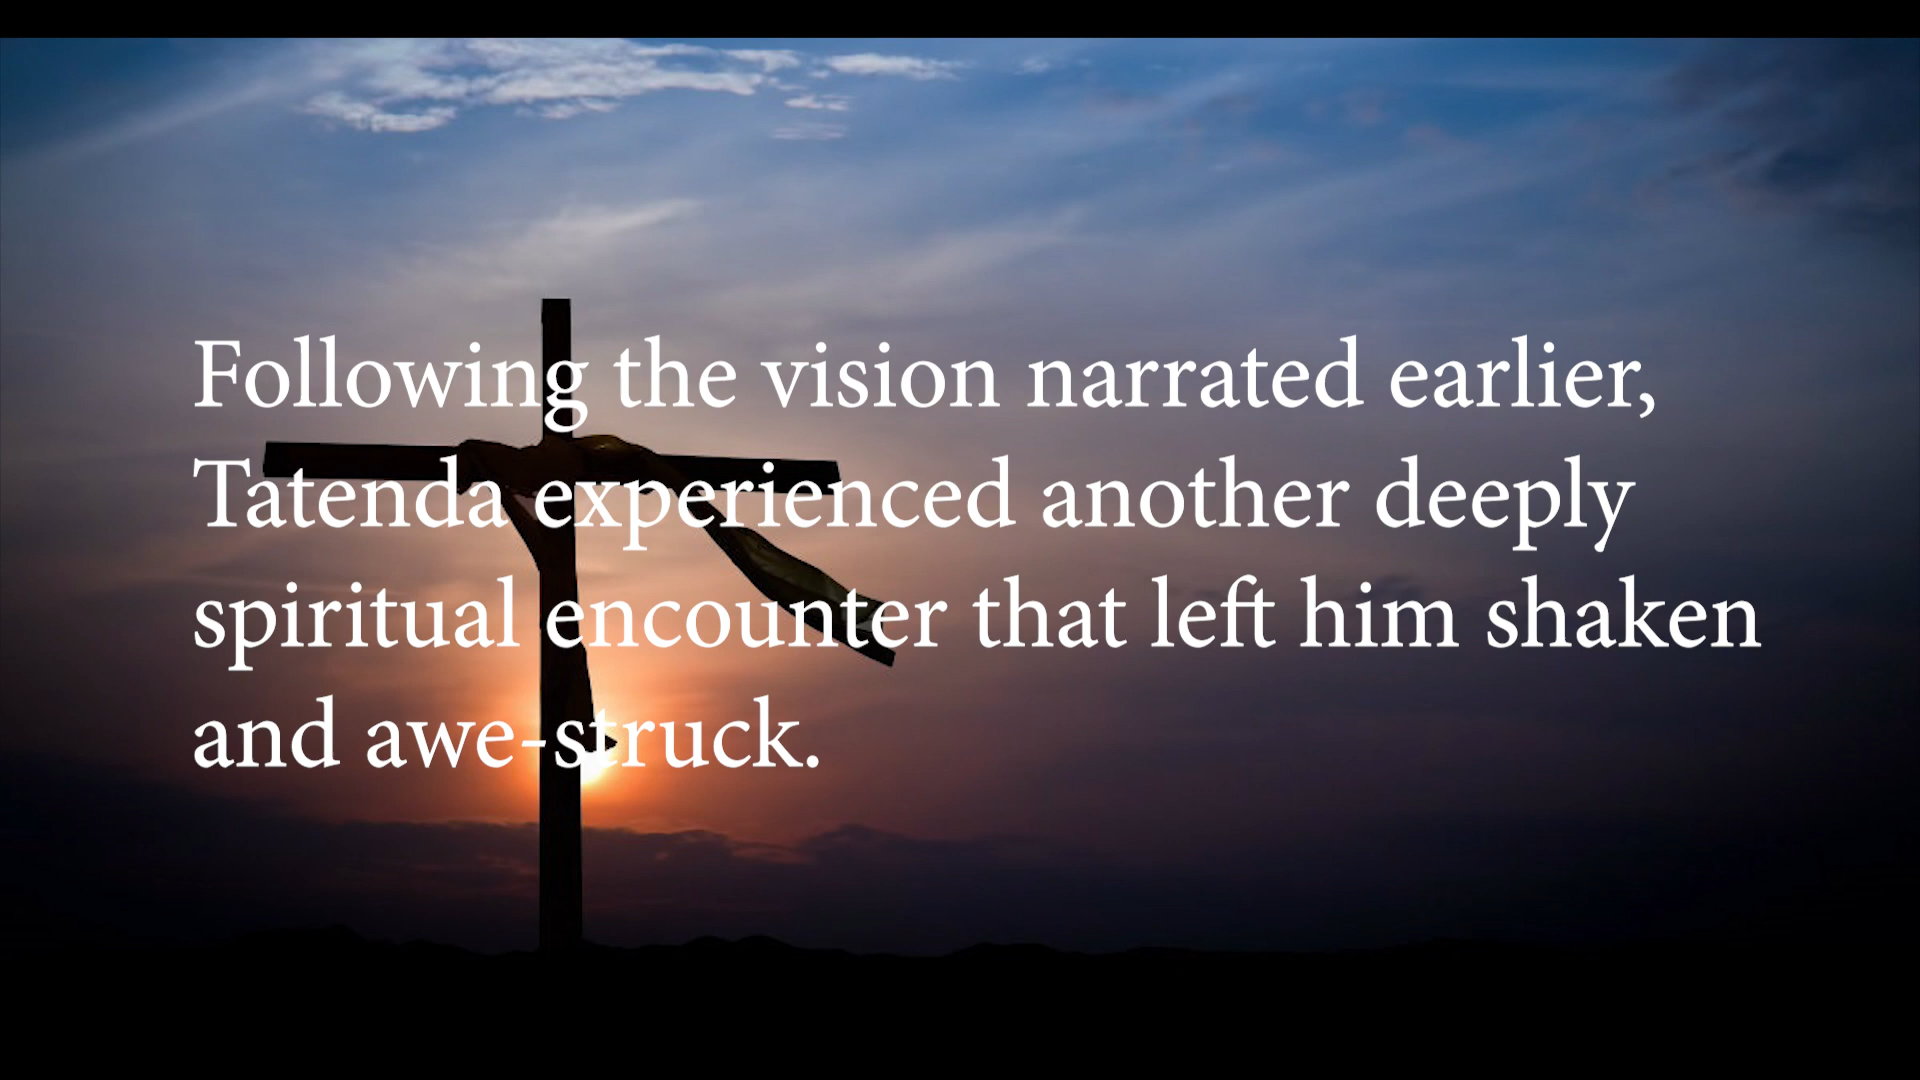 Following the vision narrated earlier,
Tatenda experienced another deeply
spiritual encounter that left him shaken
and awe-struck.